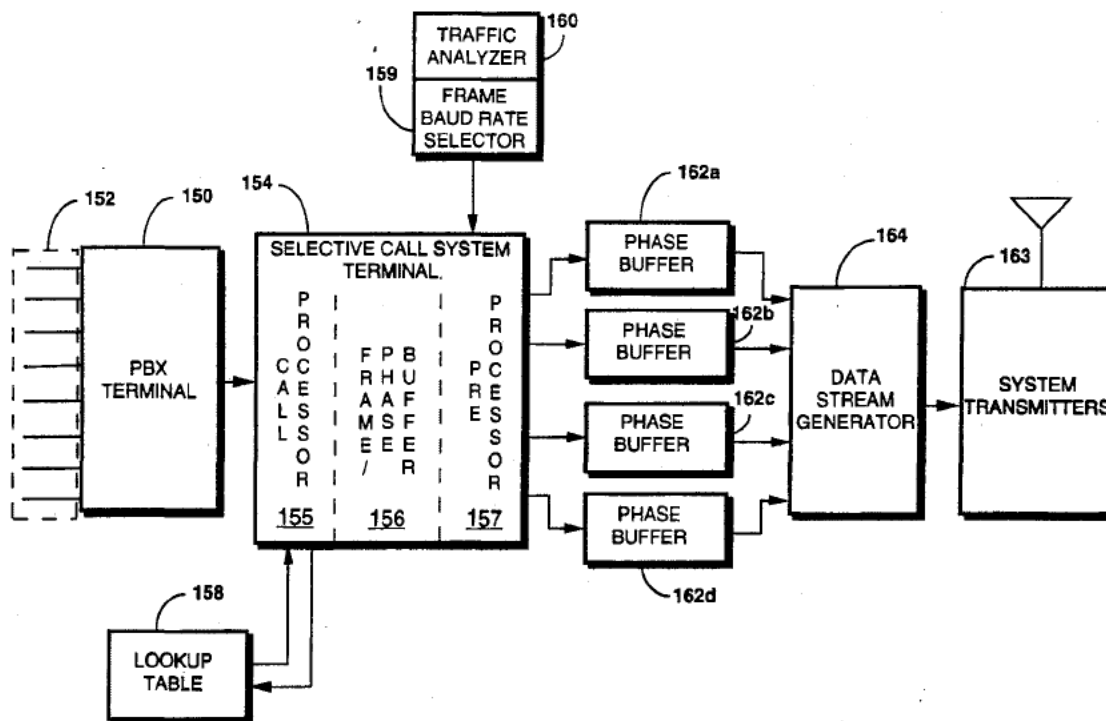 TRAFFIC
ANALYZER
160
159
FRAME
BAUD RATE
SELECTOR
152
150
154
162a
PHASE
BUFFER
164
163
SELECTIVE CALL SYSTEM
TERMINAL.
PBX
TERMINAL
CALL
PROCESSOR
155
FRAME/
PHASE
BUFFER
156
PRE
PROCESSOR
157
162b
PHASE
BUFFER
162c
PHASE
BUFFER
PHASE
BUFFER
162d
DATA
STREAM
GENERATOR
SYSTEM
TRANSMITTERS
158
LOOKUP
TABLE